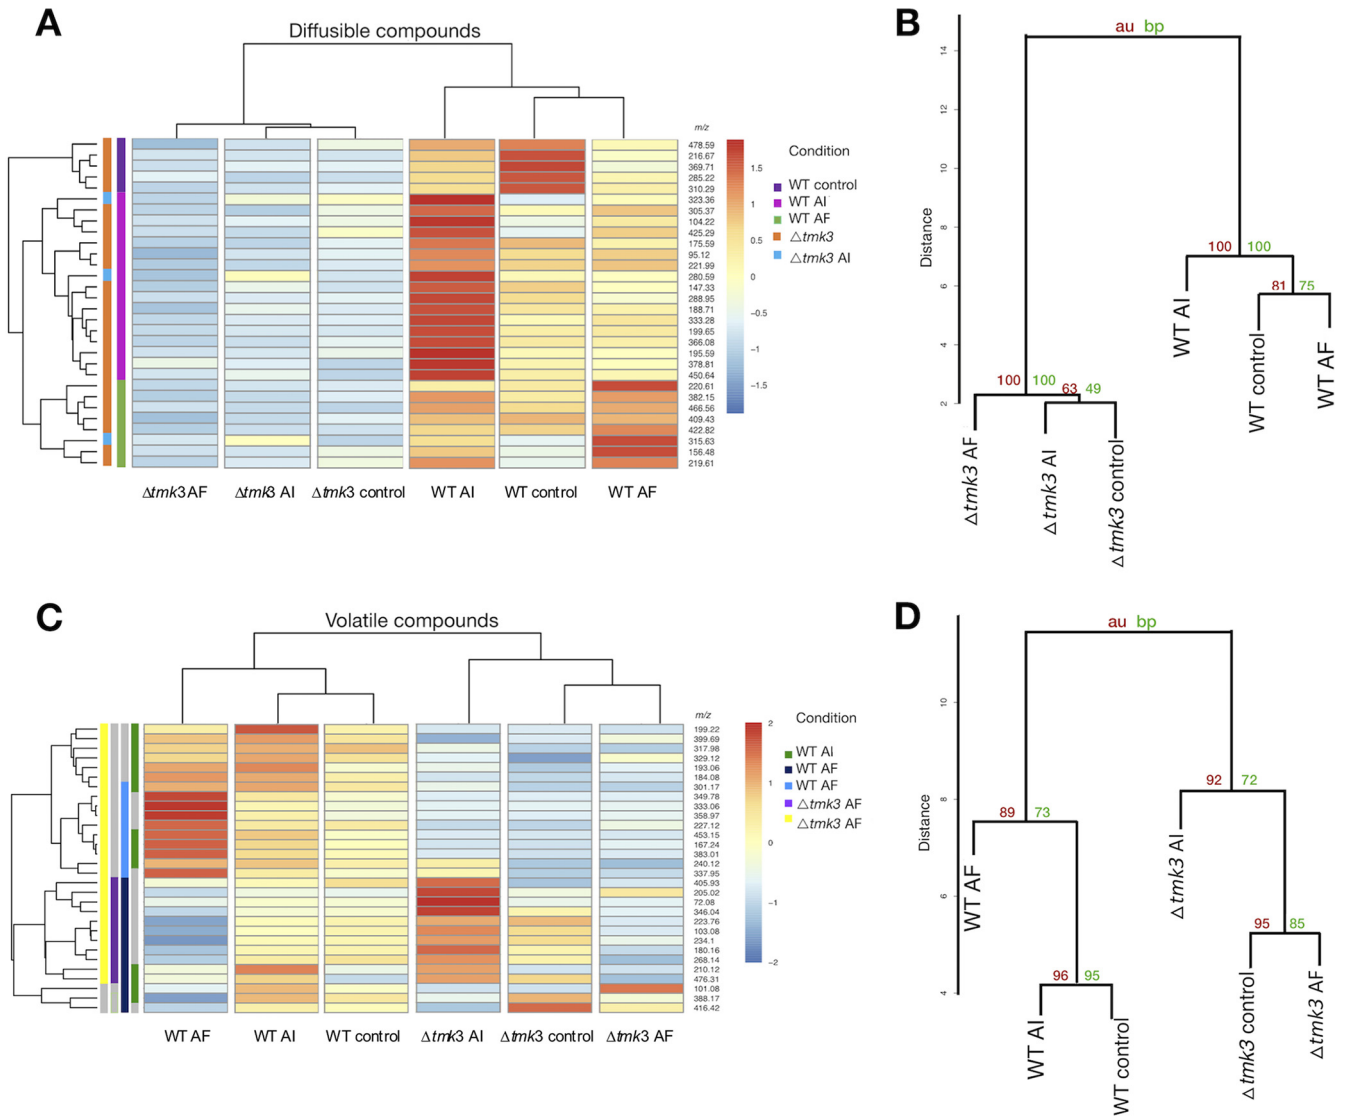 A
Diffusible compounds
m/z
478.59
216.67
369.71
285.22
310.29
323.36
305.37
104.22
425.29
175.59
95.12
221.99
280.59
147.33
288.95
188.71
333.28
199.65
366.08
195.59
378.81
450.64
220.61
382.15
466.56
409.43
422.82
315.63
156.48
219.61
1.5
1
0.5
0
−0.5
−1
−1.5
Condition
WT control
WT AI
WT AF
△tmk3
△tmk3 AI
Δtmk3 AF
Δtmk3 AI
Δtmk3 control
WT AI
WT control
WT AF
B
au bp
Distance
14
12
10
8
6
4
2
100 100
81 75
100 100
63 49
WT AI
WT control
WT AF
△tmk3 AF
△tmk3 AI
△tmk3 control
C
Volatile compounds
m/z
199.22
399.69
317.98
329.12
193.06
184.08
301.17
349.78
333.06
358.97
227.12
453.15
167.24
383.01
240.12
337.95
405.93
205.02
72.08
346.04
223.76
103.08
234.1
180.16
268.14
210.12
476.31
101.08
388.17
416.42
2
1
0
−1
−2
Condition
WT AI
WT AF
WT AF
△tmk3 AF
△tmk3 AF
WT AF
WT AI
WT control
Δtmk3 AI
Δtmk3 control
Δtmk3 AF
D
au bp
Distance
10
8
6
4
92 72
89 73
95 85
96 95
WT AF
WT AI
WT control
△tmk3 AI
△tmk3 control
△tmk3 AF